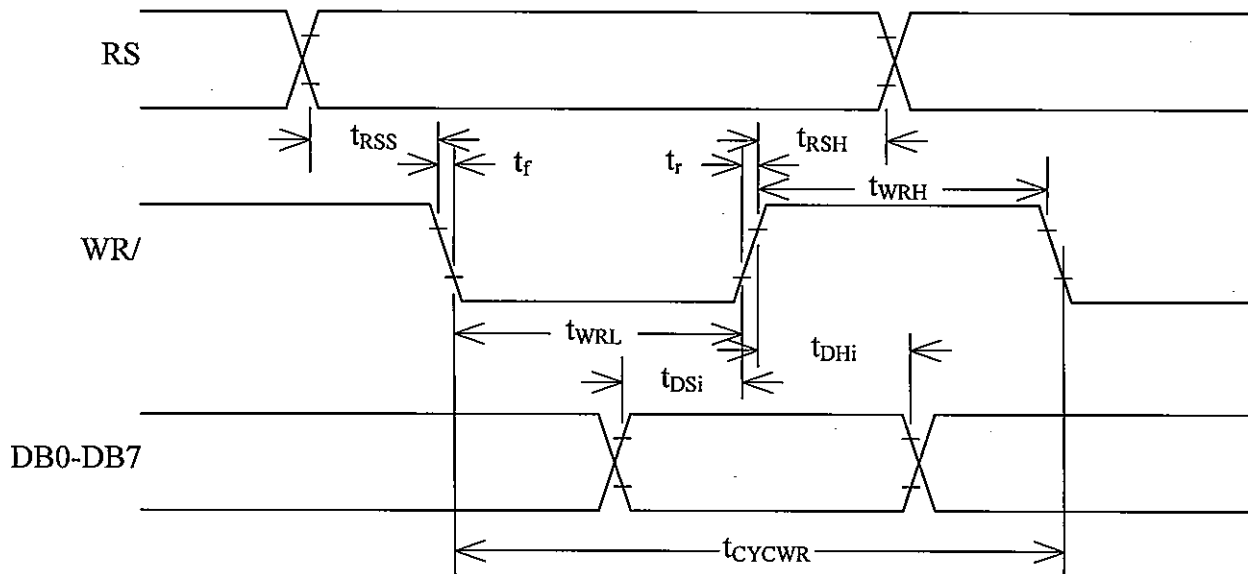 RS
tRSS
tRSH
tf
tr
tWRH
WR/
tWRL
tDHi
tDSi
DB0-DB7
tCYCWR